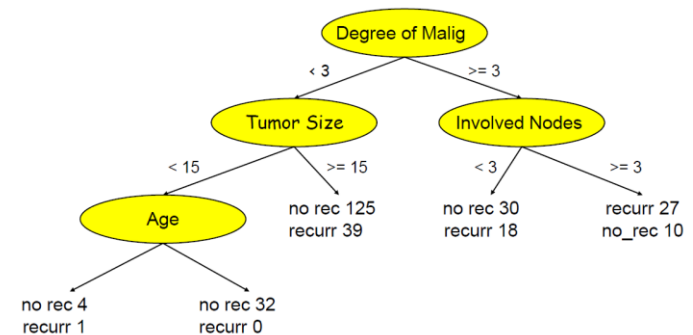 Degree of Malig
< 3
>= 3
Tumor Size
Involved Nodes
< 15
>= 15
< 3
>= 3
Age
no rec 125
recurr 39
no rec 30
recurr 18
recurr 27
no_rec 10
no rec 4
recurr 1
no rec 32
recurr 0